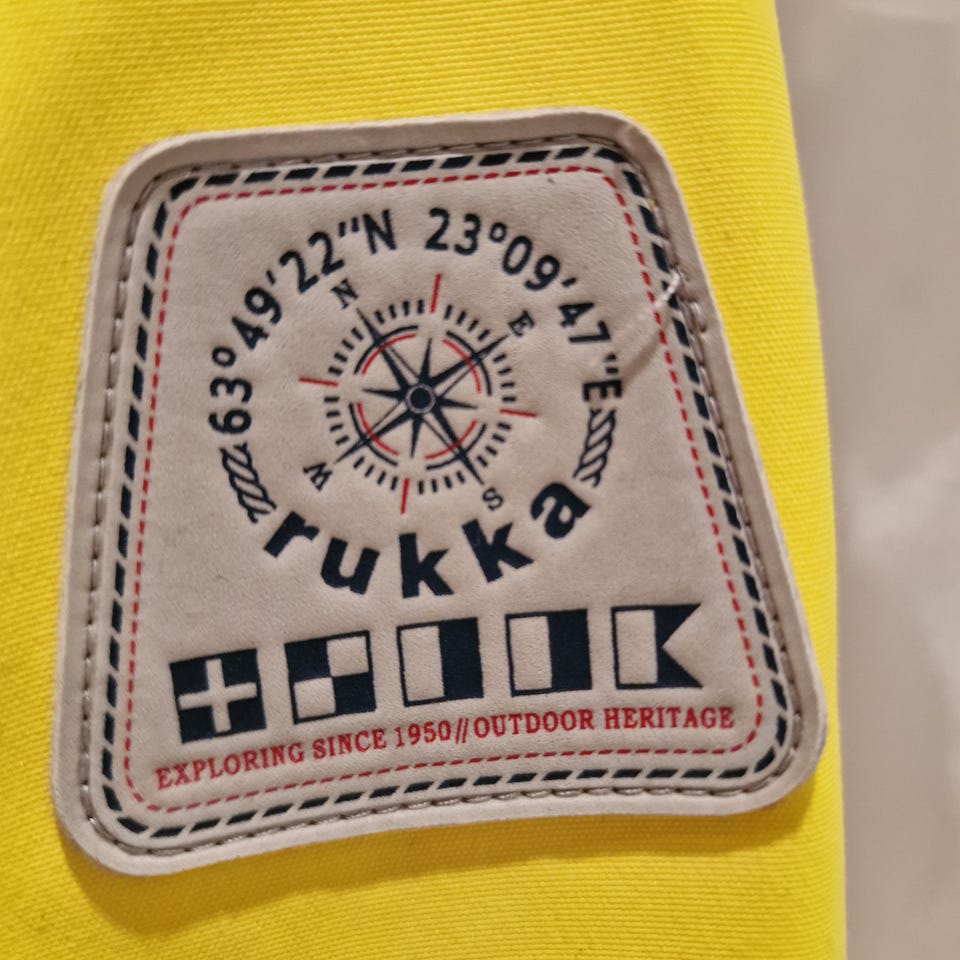 63°49'22"N 23°09'47"E
N
E
W
S
rukka
EXPLORING SINCE 1950//OUTDOOR HERITAGE